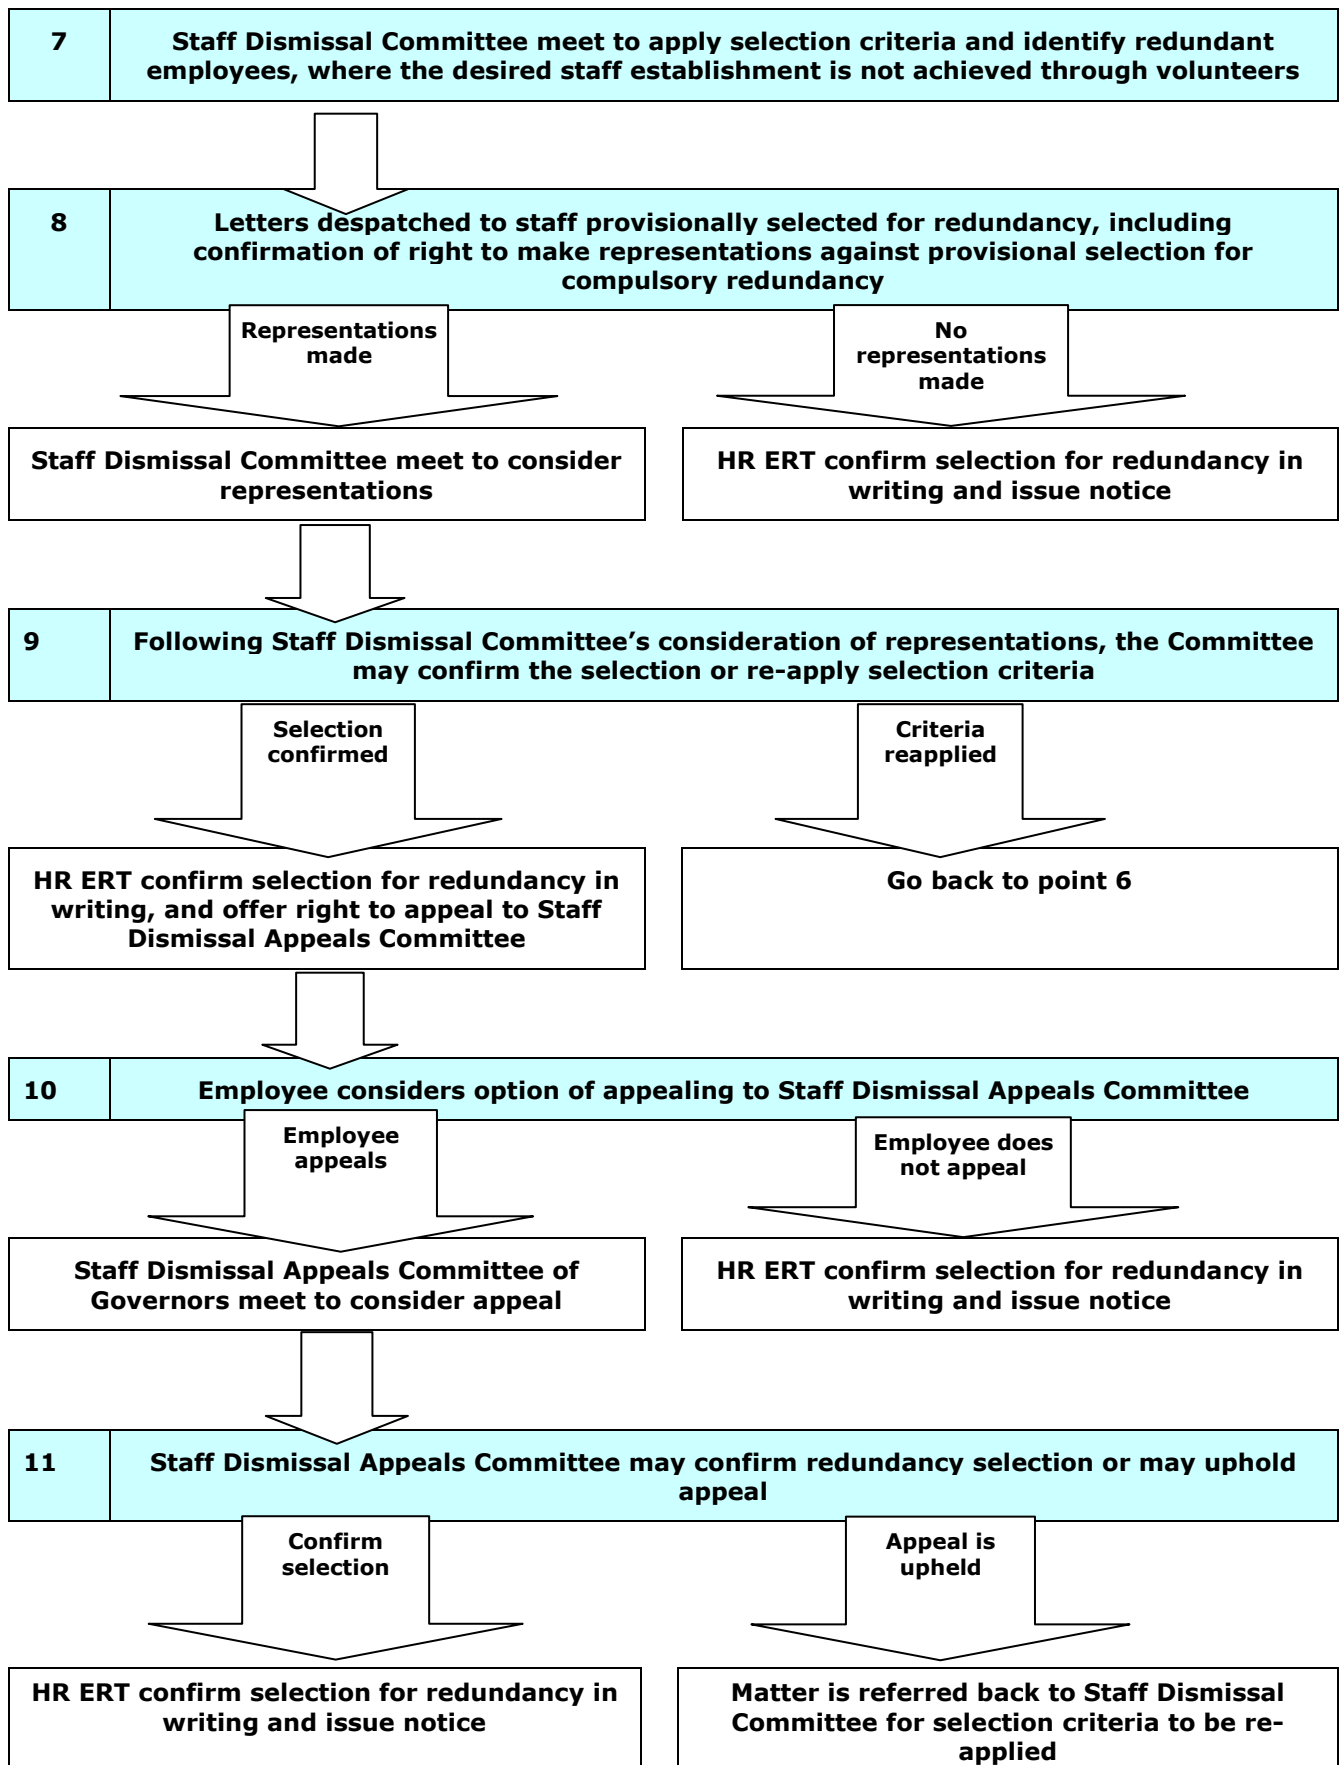 7
Staff Dismissal Committee meet to apply selection criteria and identify redundant
employees, where the desired staff establishment is not achieved through volunteers
8
Letters despatched to staff provisionally selected for redundancy, including
confirmation of right to make representations against provisional selection for
compulsory redundancy
Representations
made
No
representations
made
Staff Dismissal Committee meet to consider
representations
HR ERT confirm selection for redundancy in
writing and issue notice
9
Following Staff Dismissal Committee’s consideration of representations, the Committee
may confirm the selection or re-apply selection criteria
Selection
confirmed
Criteria
reapplied
HR ERT confirm selection for redundancy in
writing, and offer right to appeal to Staff
Dismissal Appeals Committee
Go back to point 6
10
Employee considers option of appealing to Staff Dismissal Appeals Committee
Employee
appeals
Employee does
not appeal
Staff Dismissal Appeals Committee of
Governors meet to consider appeal
HR ERT confirm selection for redundancy in
writing and issue notice
11
Staff Dismissal Appeals Committee may confirm redundancy selection or may uphold
appeal
Confirm
selection
Appeal is
upheld
HR ERT confirm selection for redundancy in
writing and issue notice
Matter is referred back to Staff Dismissal
Committee for selection criteria to be re-
applied